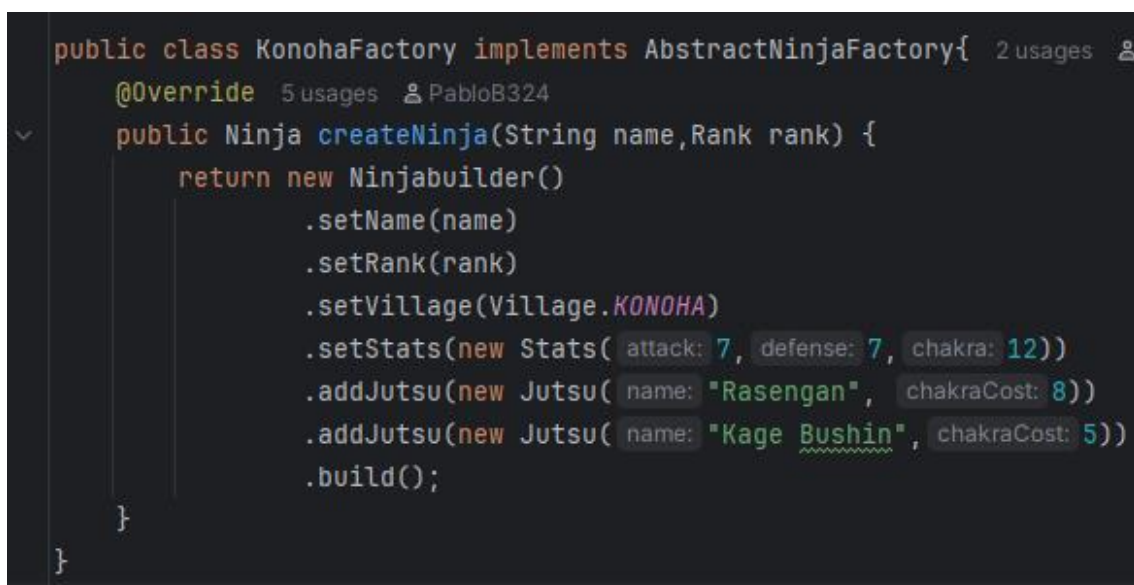 public class KonohaFactory implements AbstractNinjaFactory{ 2 usages
@Override 5 usages PabloB324
public Ninja createNinja(String name,Rank rank) {
return new Ninjabuilder()
.setName(name)
.setRank(rank)
.setVillage(Village.KONOHA)
.setStats(new Stats( attack: 7, defense: 7, chakra: 12))
.addJutsu(new Jutsu( name: "Rasengan", chakraCost: 8))
.addJutsu(new Jutsu( name: "Kage Bushin", chakraCost: 5))
.build();
}
}